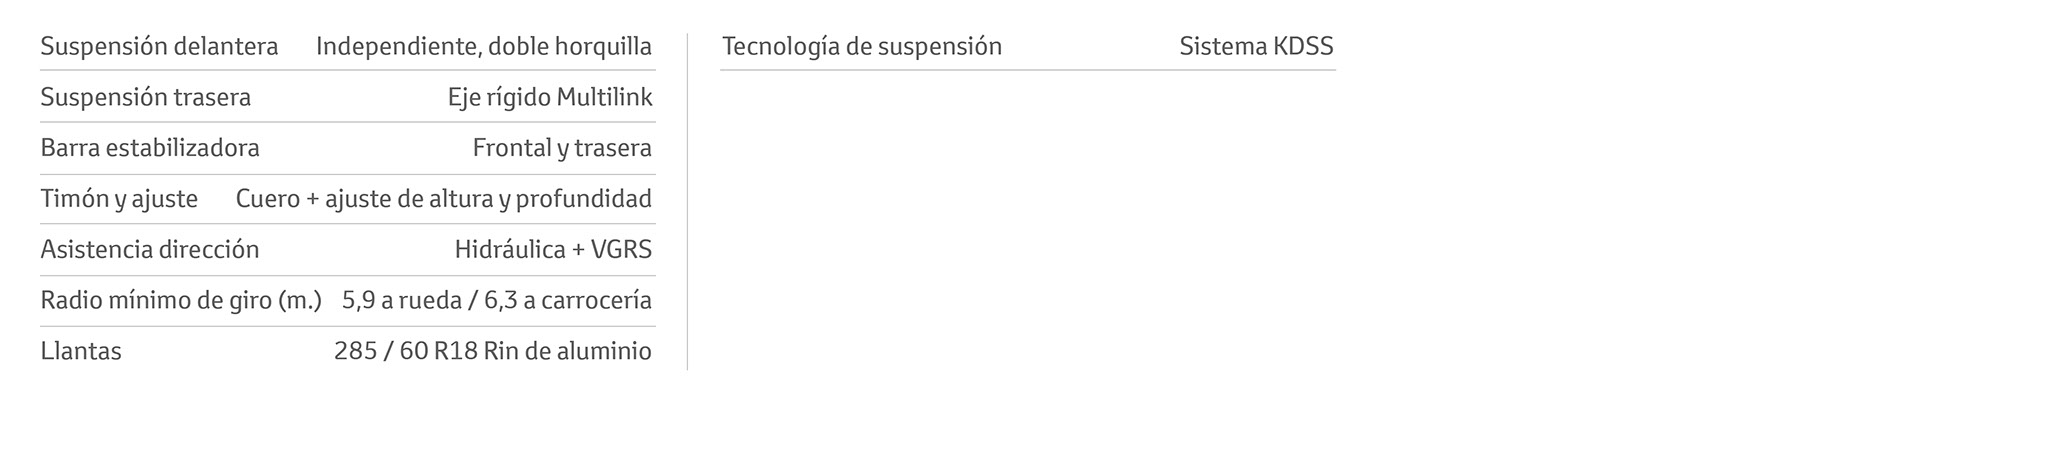 Suspensión delantera Independiente, doble horquilla
Suspensión trasera Eje rígido Multilink
Barra estabilizadora Frontal y trasera
Timón y ajuste Cuero + ajuste de altura y profundidad
Asistencia dirección Hidráulica + VGRS
Radio mínimo de giro (m.) 5,9 a rueda / 6,3 a carrocería
Llantas 285 / 60 R18 Rin de aluminio
Tecnología de suspensión Sistema KDSS